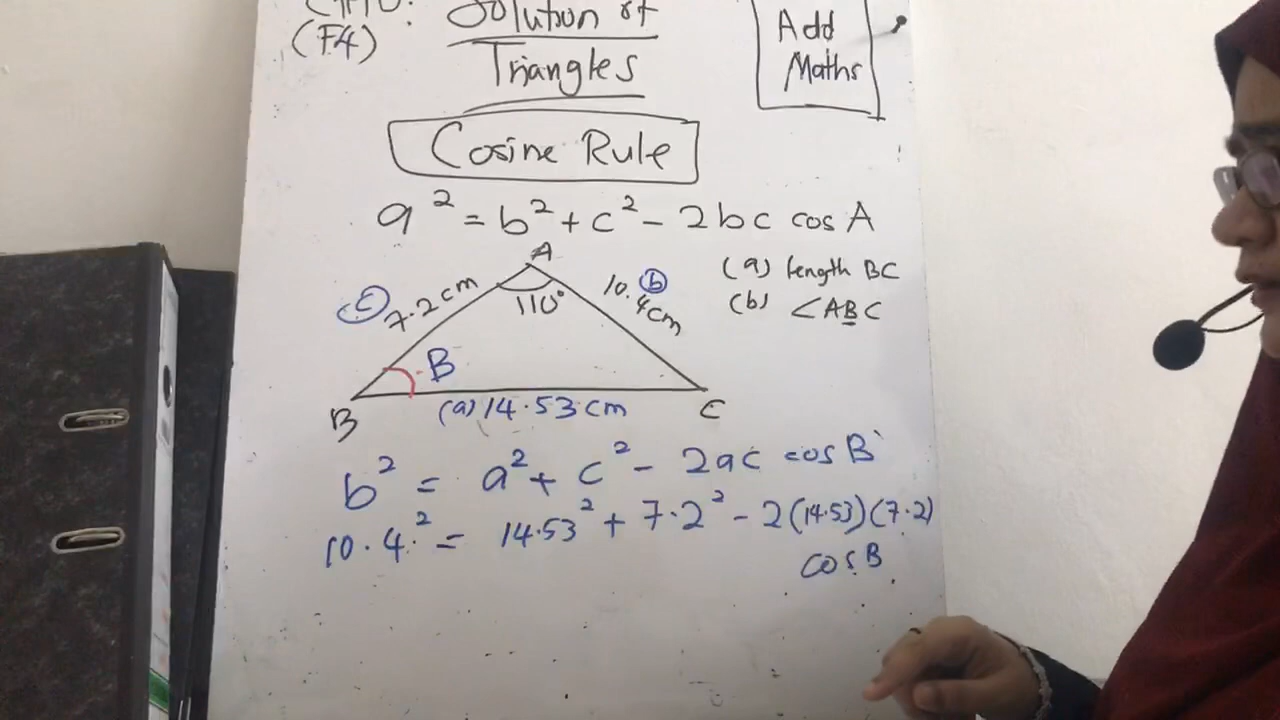 (F4)
Solution of
Triangles
Add
Maths
Cosine Rule
a² = b² + c² - 2bc cos A
A
(a) length BC
(b) ∠ABC
c
7.2cm
110°
b
10.4cm
B
B
(a) 14.53cm
C
b² = a² + c² - 2ac cos B
10.4² = 14.53² + 7.2² - 2(14.53)(7.2)
cos B